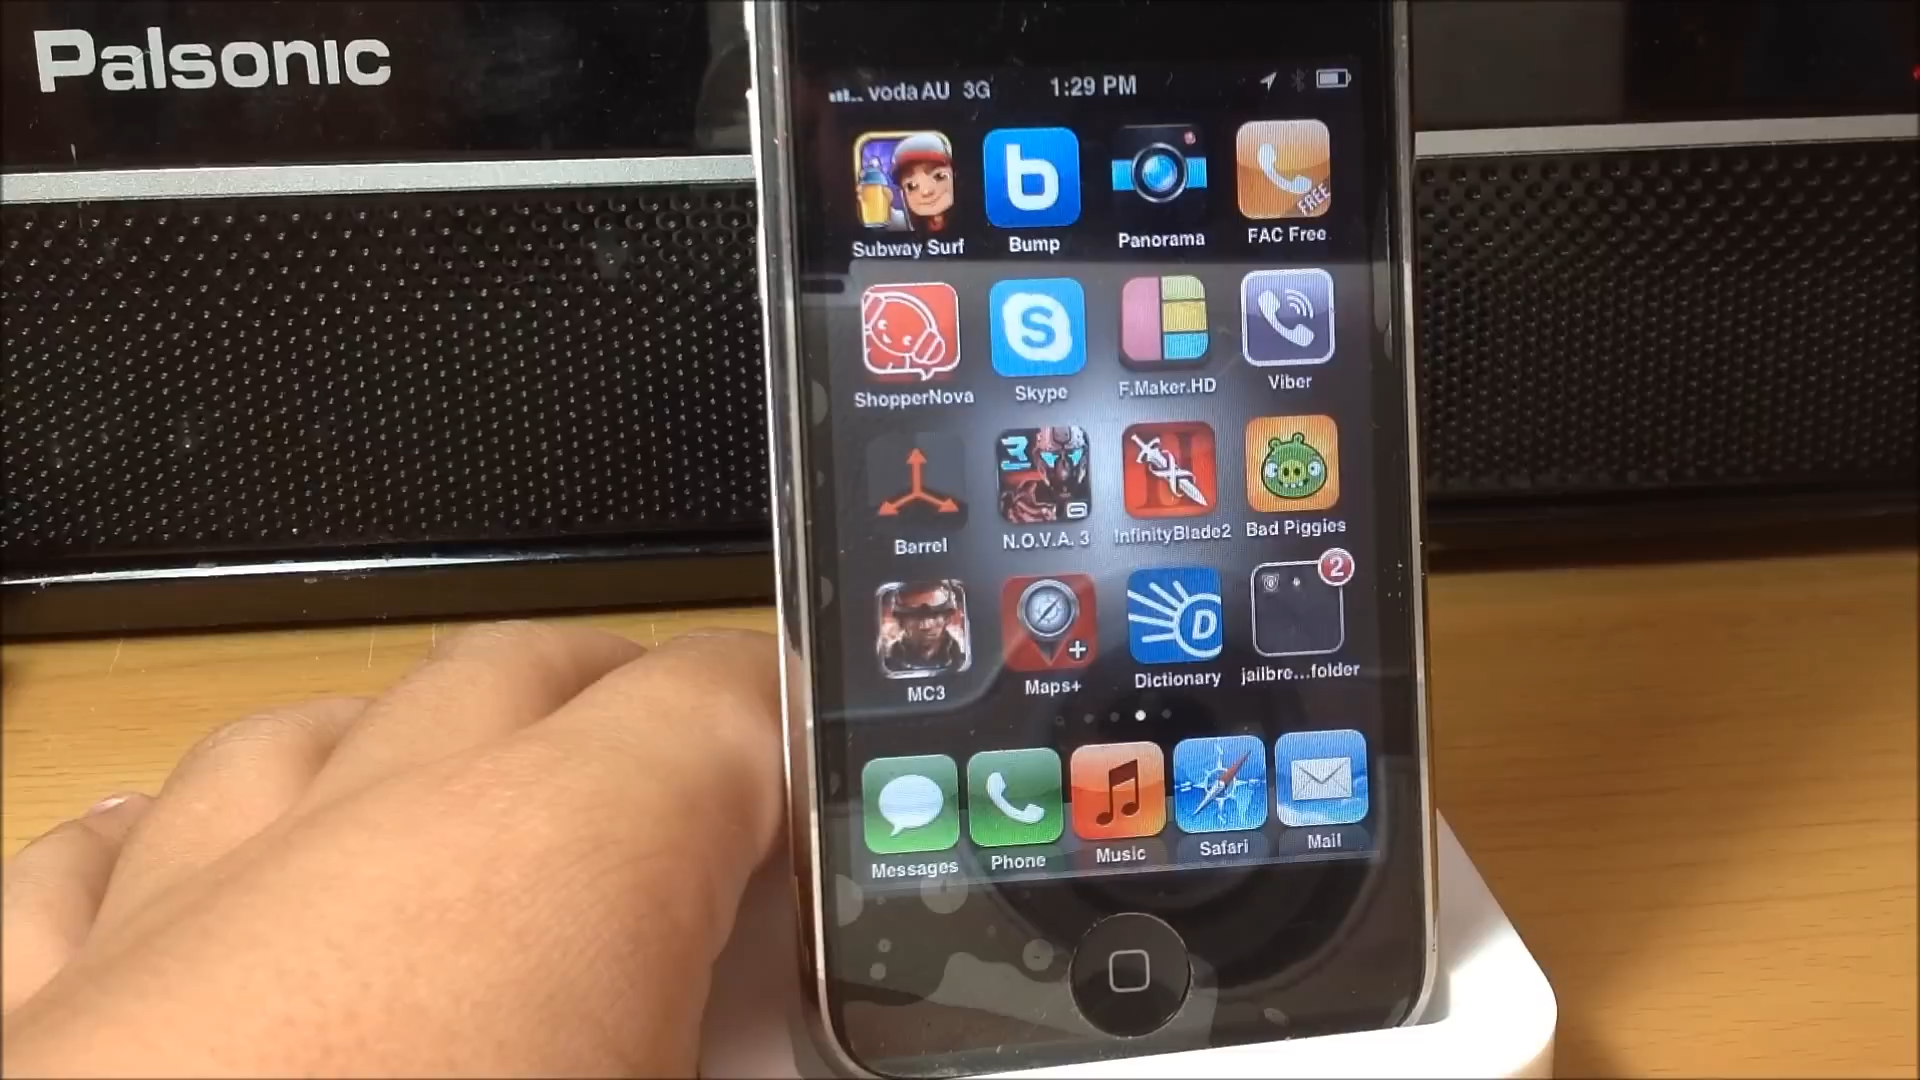 Palsonic
voda AU 3G 1:29 PM
FREE
Subway Surf Bump Panorama FAC Free
ShopperNova Skype F.Maker.HD Viber
Barrel N.O.V.A. 3 InfinityBlade2 Bad Piggies
2
MC3 Maps+ Dictionary jailbre...folder
Messages Phone Music Safari Mail